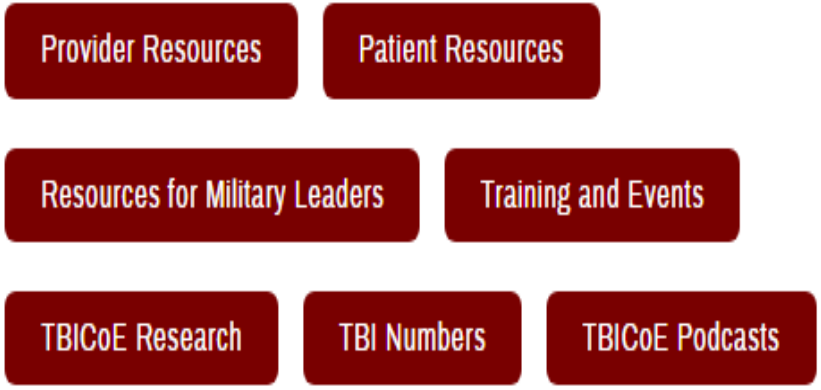 Provider Resources Patient Resources
Resources for Military Leaders Training and Events
TBICoE Research TBI Numbers TBICoE Podcasts